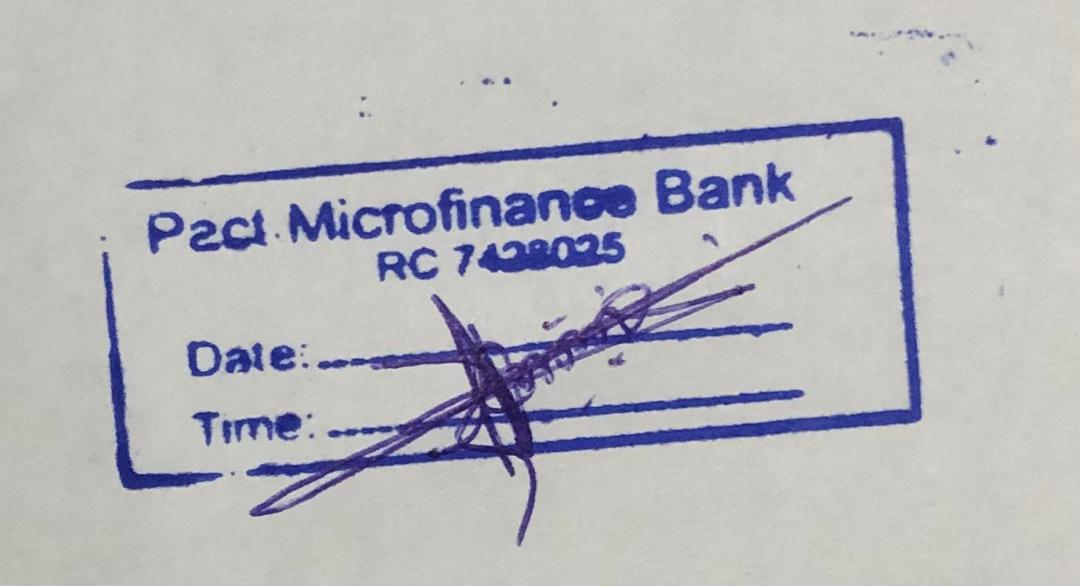 Pact Microfinance Bank
RC 7428025
Date:
Time: